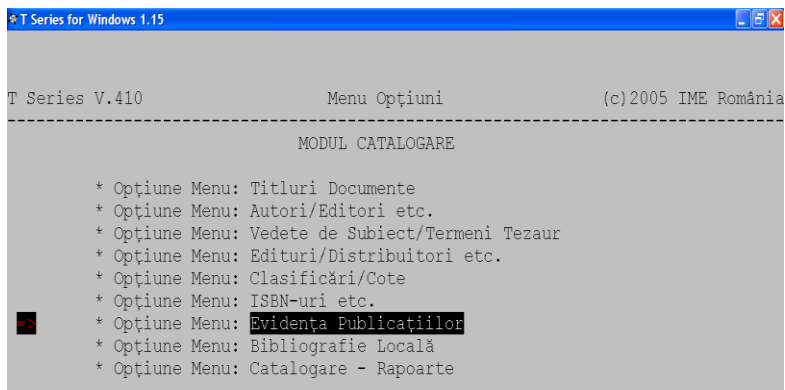 T Series for Windows 1.15
T Series V.410 Menu Opţiuni (c)2005 IME România
MODUL CATALOGARE
* Opţiune Menu: Titluri Documente
* Opţiune Menu: Autori/Editori etc.
* Opţiune Menu: Vedete de Subiect/Termeni Tezaur
* Opţiune Menu: Edituri/Distribuitori etc.
* Opţiune Menu: Clasificări/Cote
* Opţiune Menu: ISBN-uri etc.
=> * Opţiune Menu: Evidenţa Publicaţiilor
* Opţiune Menu: Bibliografie Locală
* Opţiune Menu: Catalogare - Rapoarte